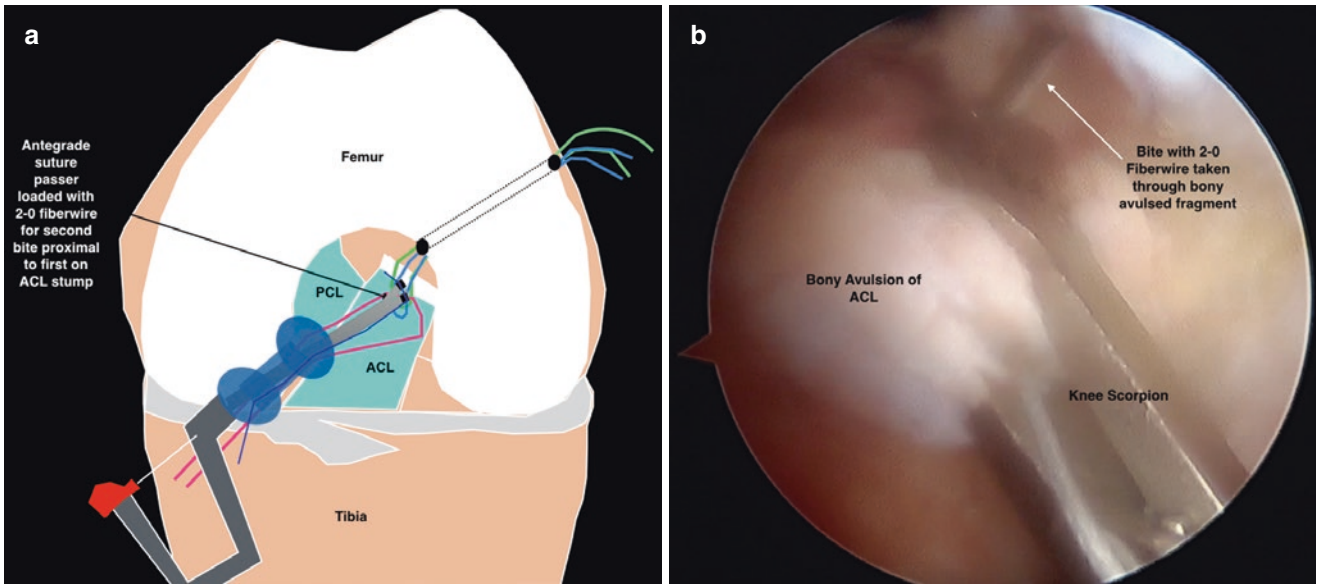 a
Antegrade
suture
passer
loaded with
2-0 fiberwire
for second
bite proximal
to first on
ACL stump
Femur
PCL
ACL
Tibia
b
Bite with 2-0
Fiberwire taken
through bony
avulsed fragment
Bony Avulsion of
ACL
Knee Scorpion